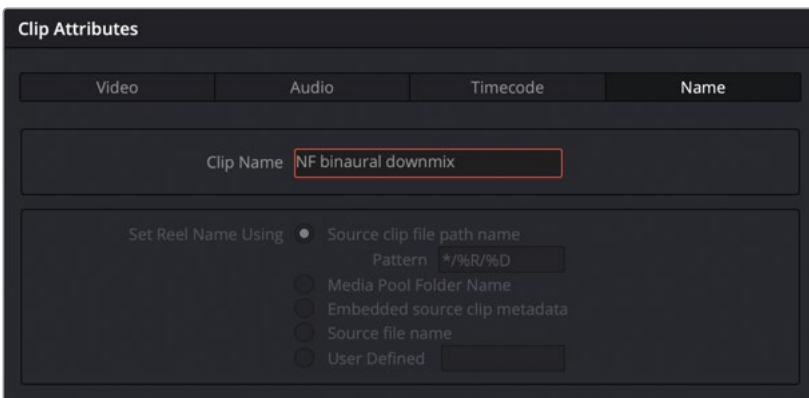 Clip Attributes
Video Audio Timecode Name
Clip Name NF binaural downmix
Set Reel Name Using Source clip file path name
Pattern */%R/%D
Media Pool Folder Name
Embedded source clip metadata
Source file name
User Defined